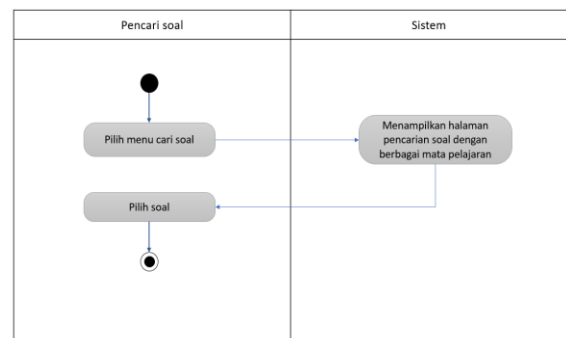 Pencari soal
Sistem
Pilih menu cari soal
Menampilkan halaman
pencarian soal dengan
berbagai mata pelajaran
Pilih soal